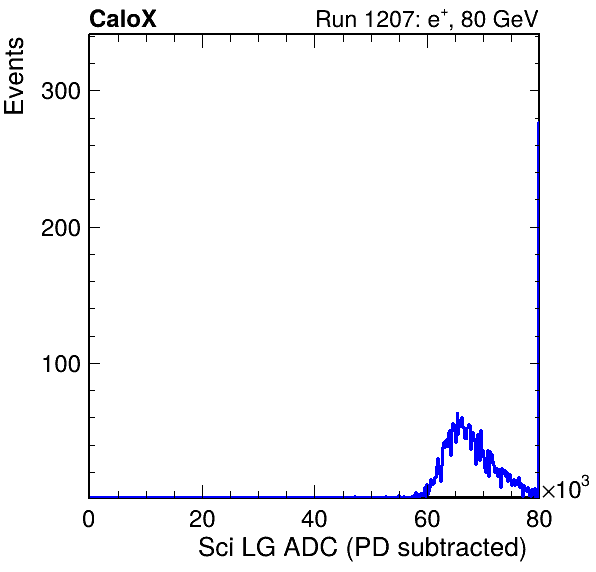 CaloX Run 1207: e⁺, 80 GeV
Events
300
200
100
0 20 40 60 80 ×10³
Sci LG ADC (PD subtracted)